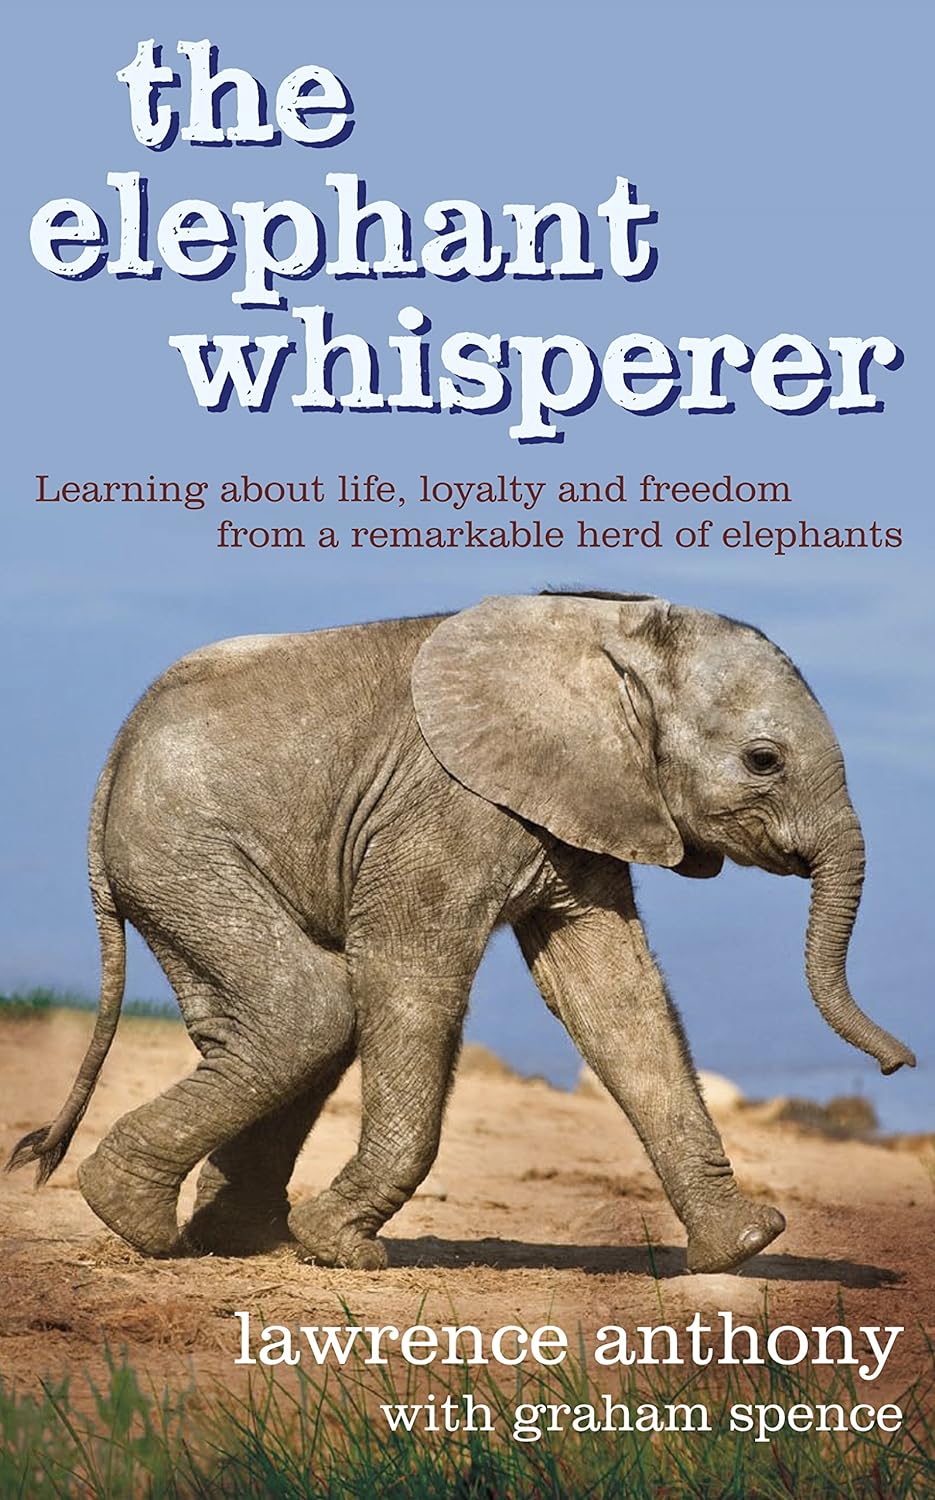 the
elephant
whisperer
Learning about life, loyalty and freedom
from a remarkable herd of elephants
lawrence anthony
with graham spence